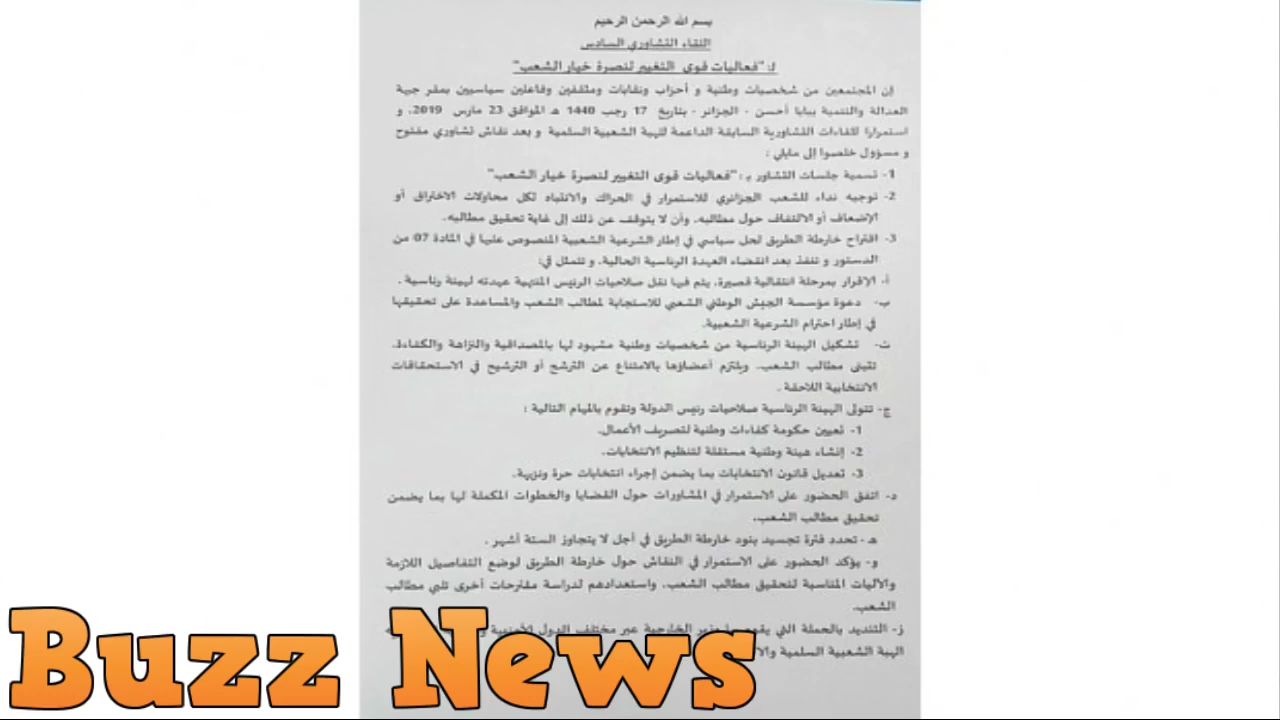 بسم الله الرحمن الرحيم
اللقاء التشاوري السادس
لـ: "فعاليات قوى التغيير لنصرة خيار الشعب"
إن المجتمعين من شخصيات وطنية و أحزاب ونقابات ومثقفين وفاعلين سياسيين بمقر جبهة
العدالة والتنمية ببابا أحسن - الجزائر - بتاريخ 17 رجب 1440 هـ الموافق 23 مارس 2019. و
استمرارا للقاءات التشاورية السابقة الداعمة للهبة الشعبية السلمية و بعد نقاش تشاوري مفتوح
و مسؤول خلصوا إلى مايلي :
1- تسمية جلسات التشاور بـ : "فعاليات قوى التغيير لنصرة خيار الشعب"
2- توجيه نداء للشعب الجزائري للاستمرار في الحراك والانتباه لكل محاولات الاختراق أو
الإضعاف أو الالتفاف حول مطالبه. وأن لا يتوقف عن ذلك إلى غاية تحقيق مطالبه.
3- اقتراح خارطة الطريق لحل سياسي في إطار الشرعية الشعبية المنصوص عليها في المادة 07 من
الدستور و تنفذ بعد انقضاء العهدة الرئاسية الحالية. و تتمثل في:
أ- الإقرار بمرحلة انتقالية قصيرة، يتم فيها نقل صلاحيات الرئيس المنتهية عهدته لهيئة رئاسية .
ب- دعوة مؤسسة الجيش الوطني الشعبي للاستجابة لمطالب الشعب والمساعدة على تحقيقها
في إطار احترام الشرعية الشعبية.
ت- تشكيل الهيئة الرئاسية من شخصيات وطنية مشهود لها بالمصداقية والنزاهة والكفاءة.
تتبنى مطالب الشعب. ويلتزم أعضاؤها بالامتناع عن الترشح أو الترشيح في الاستحقاقات
الانتخابية اللاحقة .
ج- تتولى الهيئة الرئاسية صلاحيات رئيس الدولة وتقوم بالمهام التالية :
1- تعيين حكومة كفاءات وطنية لتصريف الأعمال.
2- إنشاء هيئة وطنية مستقلة لتنظيم الانتخابات.
3- تعديل قانون الانتخابات بما يضمن إجراء انتخابات حرة ونزيهة.
د- اتفق الحضور على الاستمرار في المشاورات حول القضايا والخطوات المكملة لها بما يضمن
تحقيق مطالب الشعب.
هـ - تحدد فترة تجسيد بنود خارطة الطريق في أجل لا يتجاوز الستة أشهر .
و- يؤكد الحضور على الاستمرار في النقاش حول خارطة الطريق لوضع التفاصيل اللازمة
والآليات المناسبة لتحقيق مطالب الشعب. واستعدادهم لدراسة مقترحات أخرى تلبي مطالب
الشعب.
ز- التنديد بالحملة التي يقوم بها وزير الخارجية عبر مختلف الدول
الهبة الشعبية السلمية
Buzz News